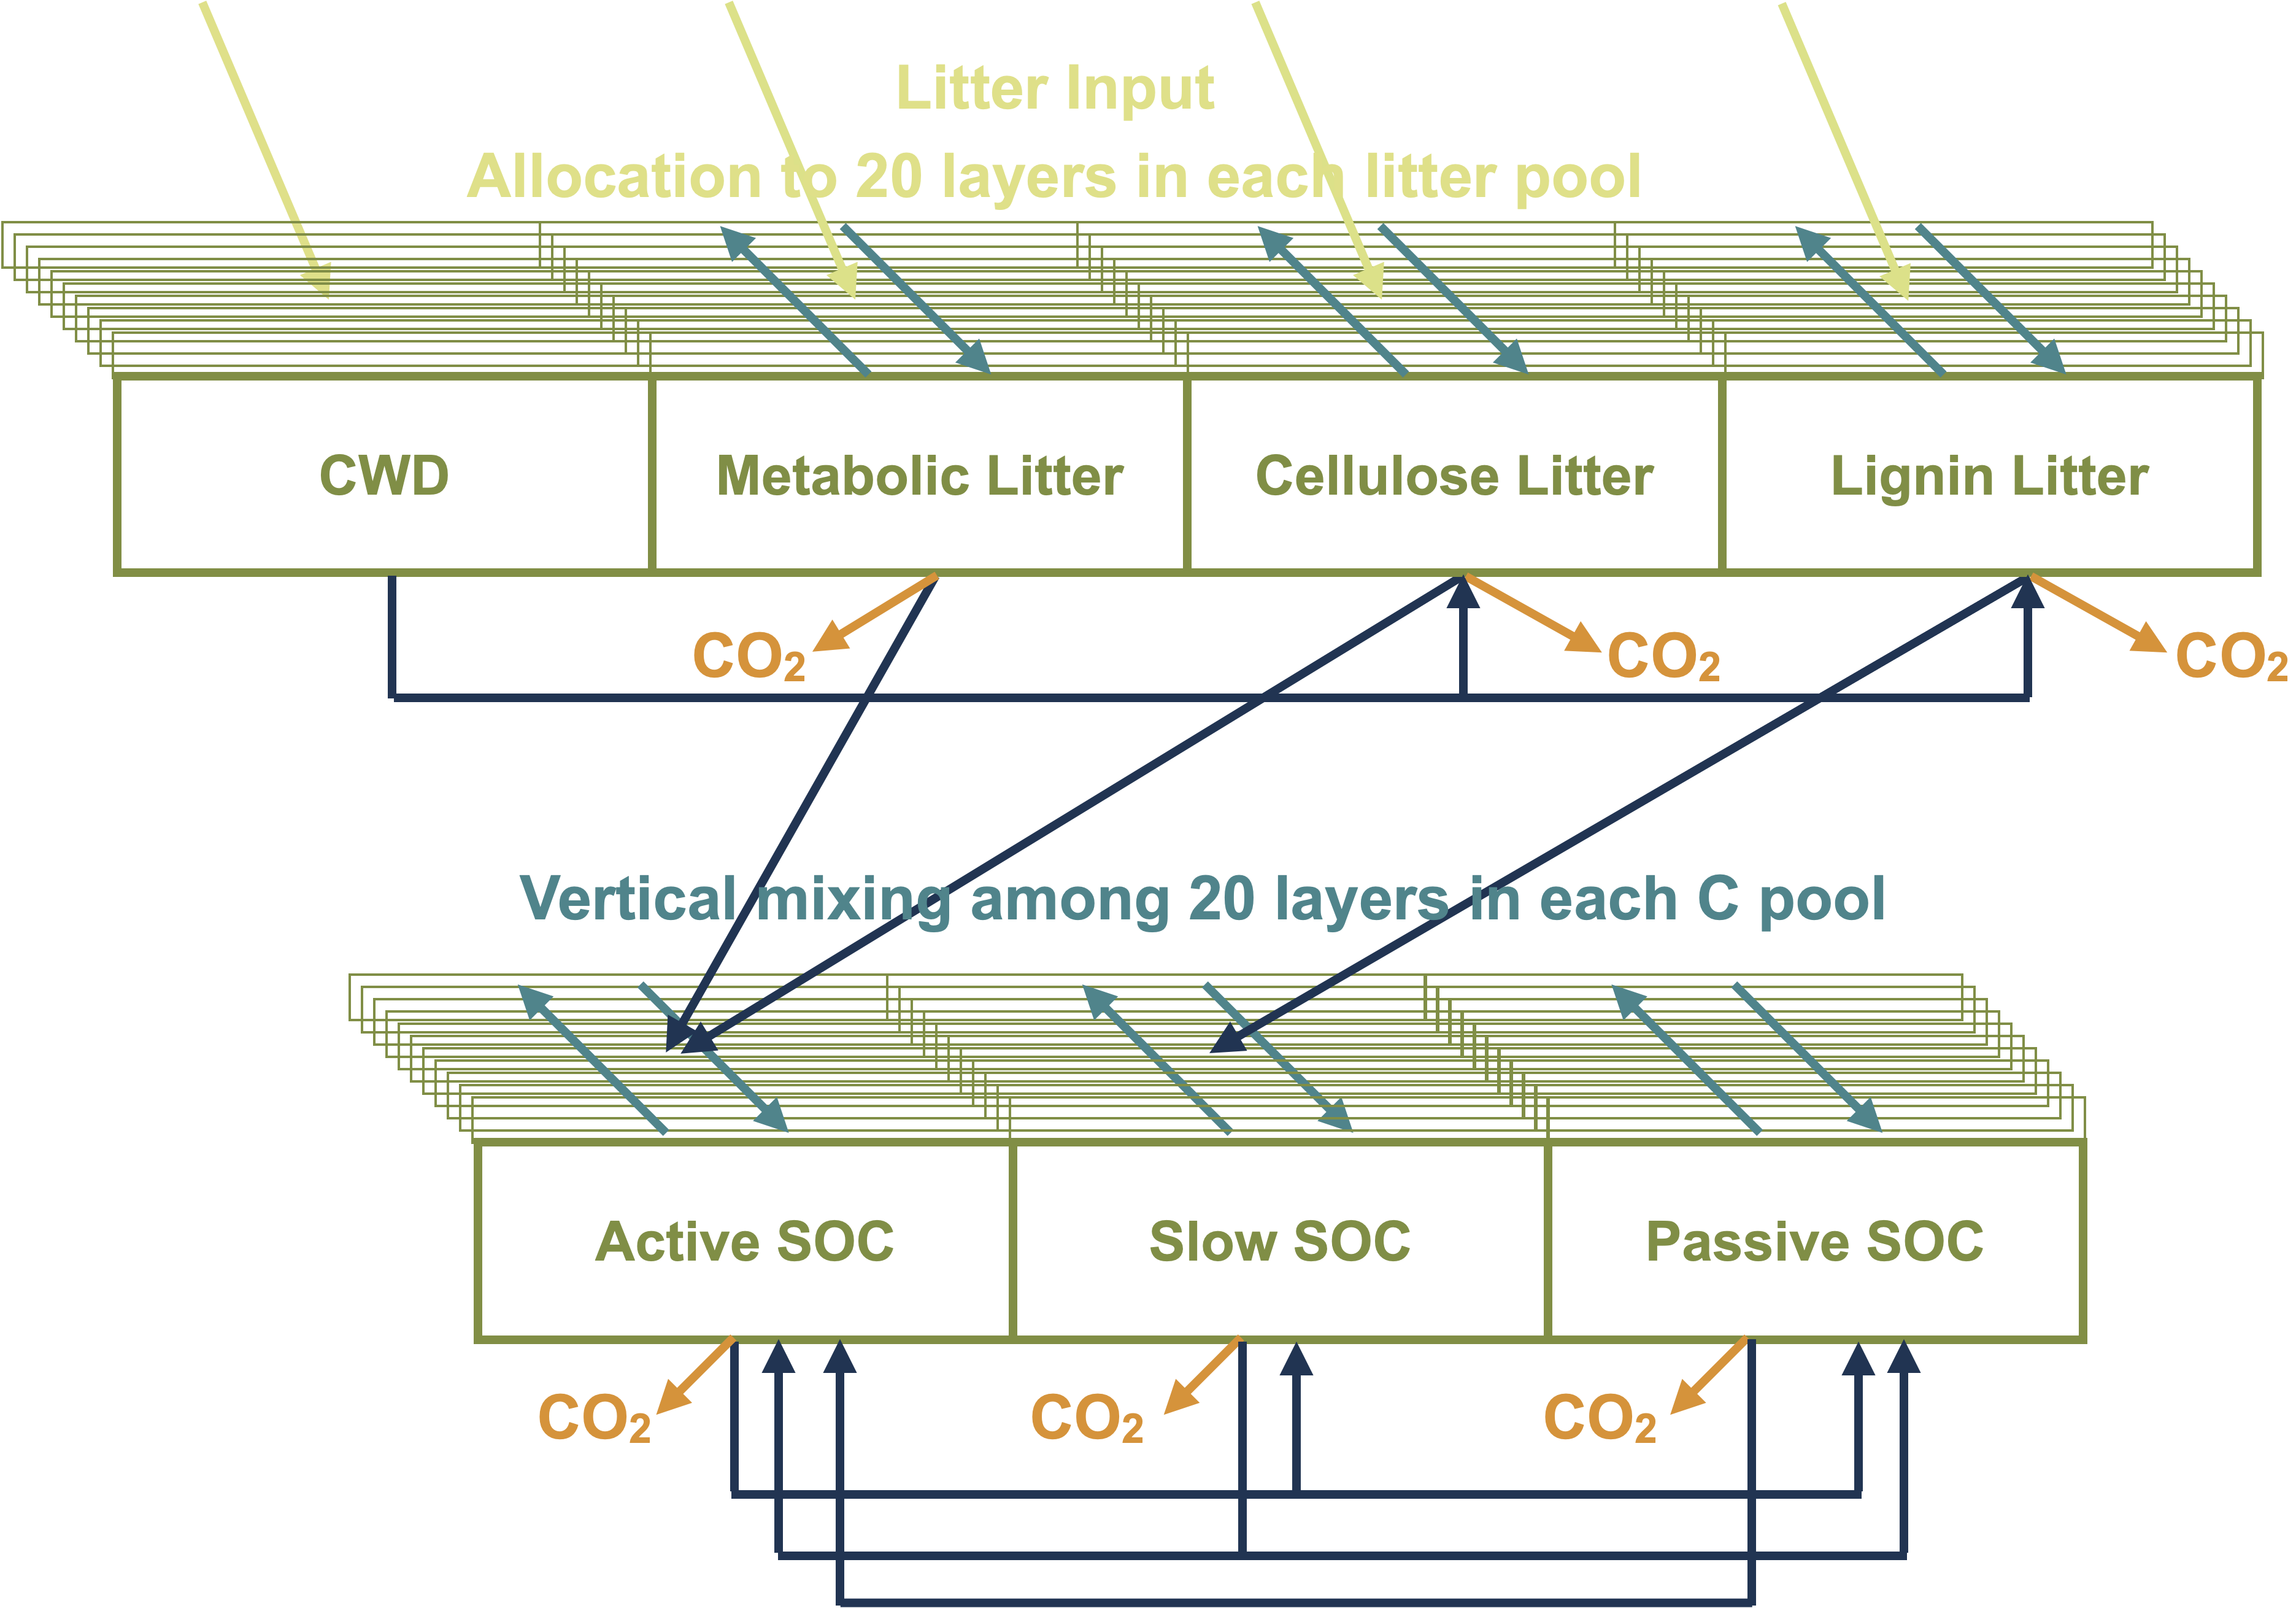 Litter Input
Allocation to 20 layers in each litter pool
CWD
Metabolic Litter
Cellulose Litter
Lignin Litter
CO₂
CO₂
CO₂
Vertical mixing among 20 layers in each C pool
Active SOC
Slow SOC
Passive SOC
CO₂
CO₂
CO₂